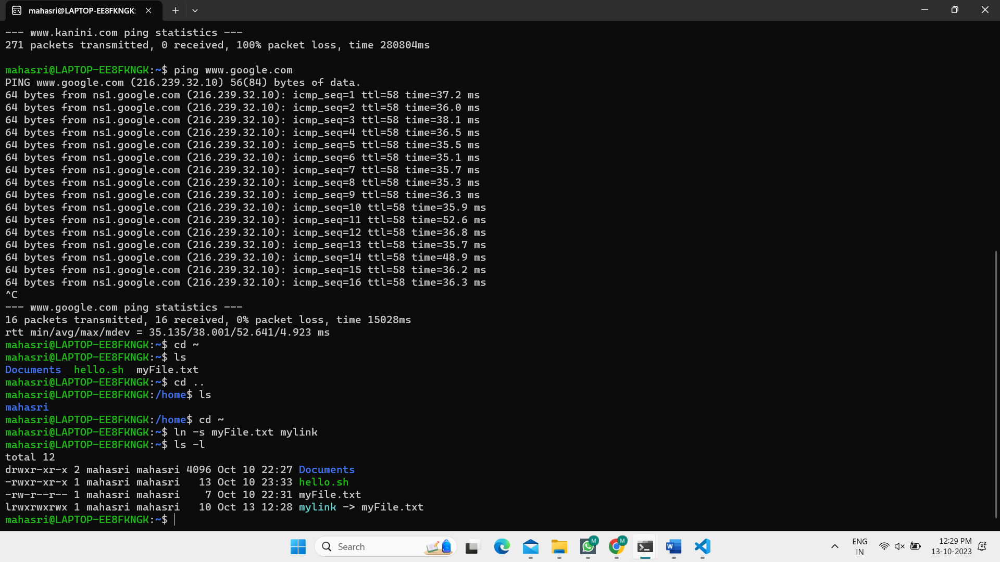 mahasri@LAPTOP-EE8FKNGK:
--- www.kanini.com ping statistics ---
271 packets transmitted, 0 received, 100% packet loss, time 280804ms
mahasri@LAPTOP-EE8FKNGK:~$ ping www.google.com
PING www.google.com (216.239.32.10) 56(84) bytes of data.
64 bytes from ns1.google.com (216.239.32.10): icmp_seq=1 ttl=58 time=37.2 ms
64 bytes from ns1.google.com (216.239.32.10): icmp_seq=2 ttl=58 time=36.0 ms
64 bytes from ns1.google.com (216.239.32.10): icmp_seq=3 ttl=58 time=38.1 ms
64 bytes from ns1.google.com (216.239.32.10): icmp_seq=4 ttl=58 time=36.5 ms
64 bytes from ns1.google.com (216.239.32.10): icmp_seq=5 ttl=58 time=35.5 ms
64 bytes from ns1.google.com (216.239.32.10): icmp_seq=6 ttl=58 time=35.1 ms
64 bytes from ns1.google.com (216.239.32.10): icmp_seq=7 ttl=58 time=35.7 ms
64 bytes from ns1.google.com (216.239.32.10): icmp_seq=8 ttl=58 time=35.3 ms
64 bytes from ns1.google.com (216.239.32.10): icmp_seq=9 ttl=58 time=36.3 ms
64 bytes from ns1.google.com (216.239.32.10): icmp_seq=10 ttl=58 time=35.9 ms
64 bytes from ns1.google.com (216.239.32.10): icmp_seq=11 ttl=58 time=52.6 ms
64 bytes from ns1.google.com (216.239.32.10): icmp_seq=12 ttl=58 time=36.8 ms
64 bytes from ns1.google.com (216.239.32.10): icmp_seq=13 ttl=58 time=35.7 ms
64 bytes from ns1.google.com (216.239.32.10): icmp_seq=14 ttl=58 time=48.9 ms
64 bytes from ns1.google.com (216.239.32.10): icmp_seq=15 ttl=58 time=36.2 ms
64 bytes from ns1.google.com (216.239.32.10): icmp_seq=16 ttl=58 time=36.3 ms
^C
--- www.google.com ping statistics ---
16 packets transmitted, 16 received, 0% packet loss, time 15028ms
rtt min/avg/max/mdev = 35.135/38.001/52.641/4.923 ms
mahasri@LAPTOP-EE8FKNGK:~$ cd ~
mahasri@LAPTOP-EE8FKNGK:~$ ls
Documents  hello.sh  myFile.txt
mahasri@LAPTOP-EE8FKNGK:~$ cd ..
mahasri@LAPTOP-EE8FKNGK:/home$ ls
mahasri
mahasri@LAPTOP-EE8FKNGK:/home$ cd ~
mahasri@LAPTOP-EE8FKNGK:~$ ln -s myFile.txt mylink
mahasri@LAPTOP-EE8FKNGK:~$ ls -l
total 12
drwxr-xr-x 2 mahasri mahasri 4096 Oct 10 22:27 Documents
-rwxr-xr-x 1 mahasri mahasri   13 Oct 10 23:33 hello.sh
-rw-r--r-- 1 mahasri mahasri    7 Oct 10 22:31 myFile.txt
lrwxrwxrwx 1 mahasri mahasri   10 Oct 13 12:28 mylink -> myFile.txt
mahasri@LAPTOP-EE8FKNGK:~$
Search
M
M
W
ENG
IN
12:29 PM
13-10-2023